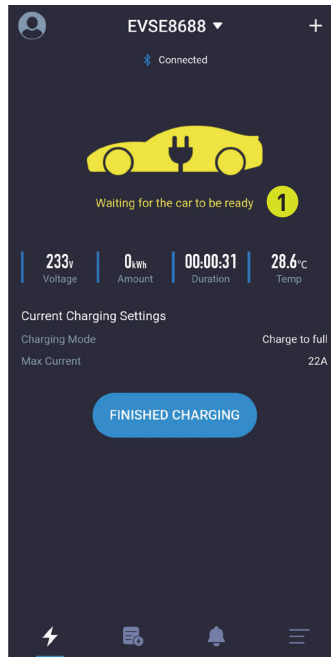 EVSE8688 ▼ +
Connected
Waiting for the car to be ready 1
233v 0kWh 00:00:31 28.6°C
Voltage Amount Duration Temp
Current Charging Settings
Charging Mode Charge to full
Max Current 22A
FINISHED CHARGING